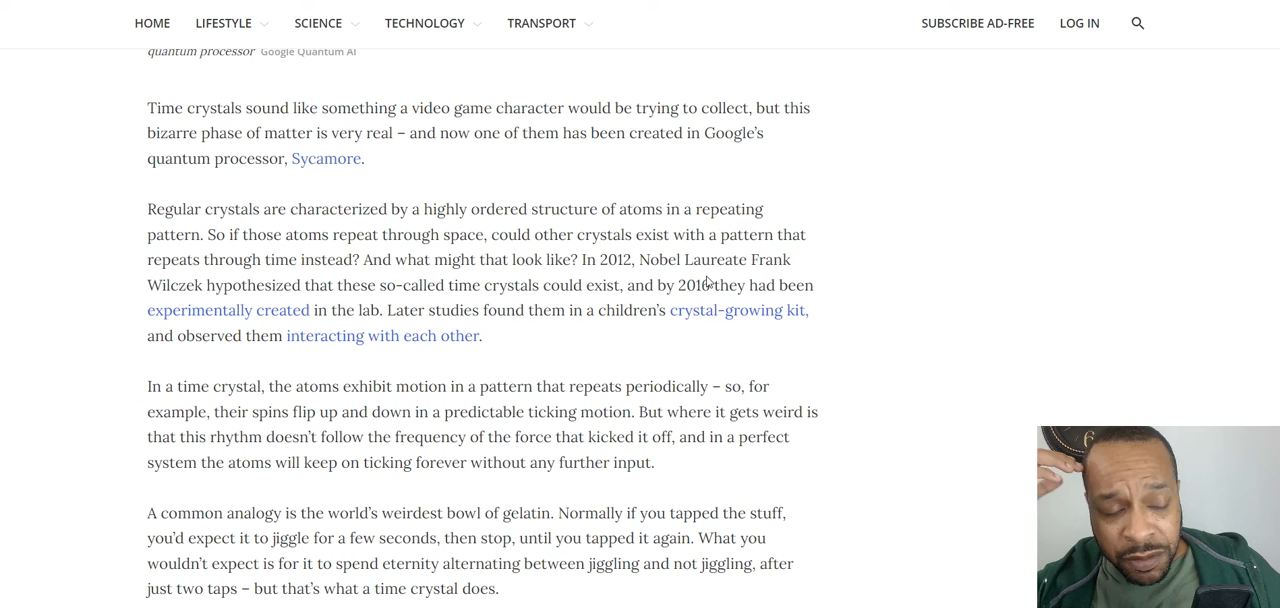 HOME LIFESTYLE SCIENCE TECHNOLOGY TRANSPORT SUBSCRIBE AD-FREE LOG IN
quantum processor Google Quantum AI
Time crystals sound like something a video game character would be trying to collect, but this
bizarre phase of matter is very real – and now one of them has been created in Google's
quantum processor, Sycamore.
Regular crystals are characterized by a highly ordered structure of atoms in a repeating
pattern. So if those atoms repeat through space, could other crystals exist with a pattern that
repeats through time instead? And what might that look like? In 2012, Nobel Laureate Frank
Wilczek hypothesized that these so-called time crystals could exist, and by 2016 they had been
experimentally created in the lab. Later studies found them in a children's crystal-growing kit,
and observed them interacting with each other.
In a time crystal, the atoms exhibit motion in a pattern that repeats periodically – so, for
example, their spins flip up and down in a predictable ticking motion. But where it gets weird is
that this rhythm doesn't follow the frequency of the force that kicked it off, and in a perfect
system the atoms will keep on ticking forever without any further input.
A common analogy is the world's weirdest bowl of gelatin. Normally if you tapped the stuff,
you'd expect it to jiggle for a few seconds, then stop, until you tapped it again. What you
wouldn't expect is for it to spend eternity alternating between jiggling and not jiggling, after
just two taps – but that's what a time crystal does.